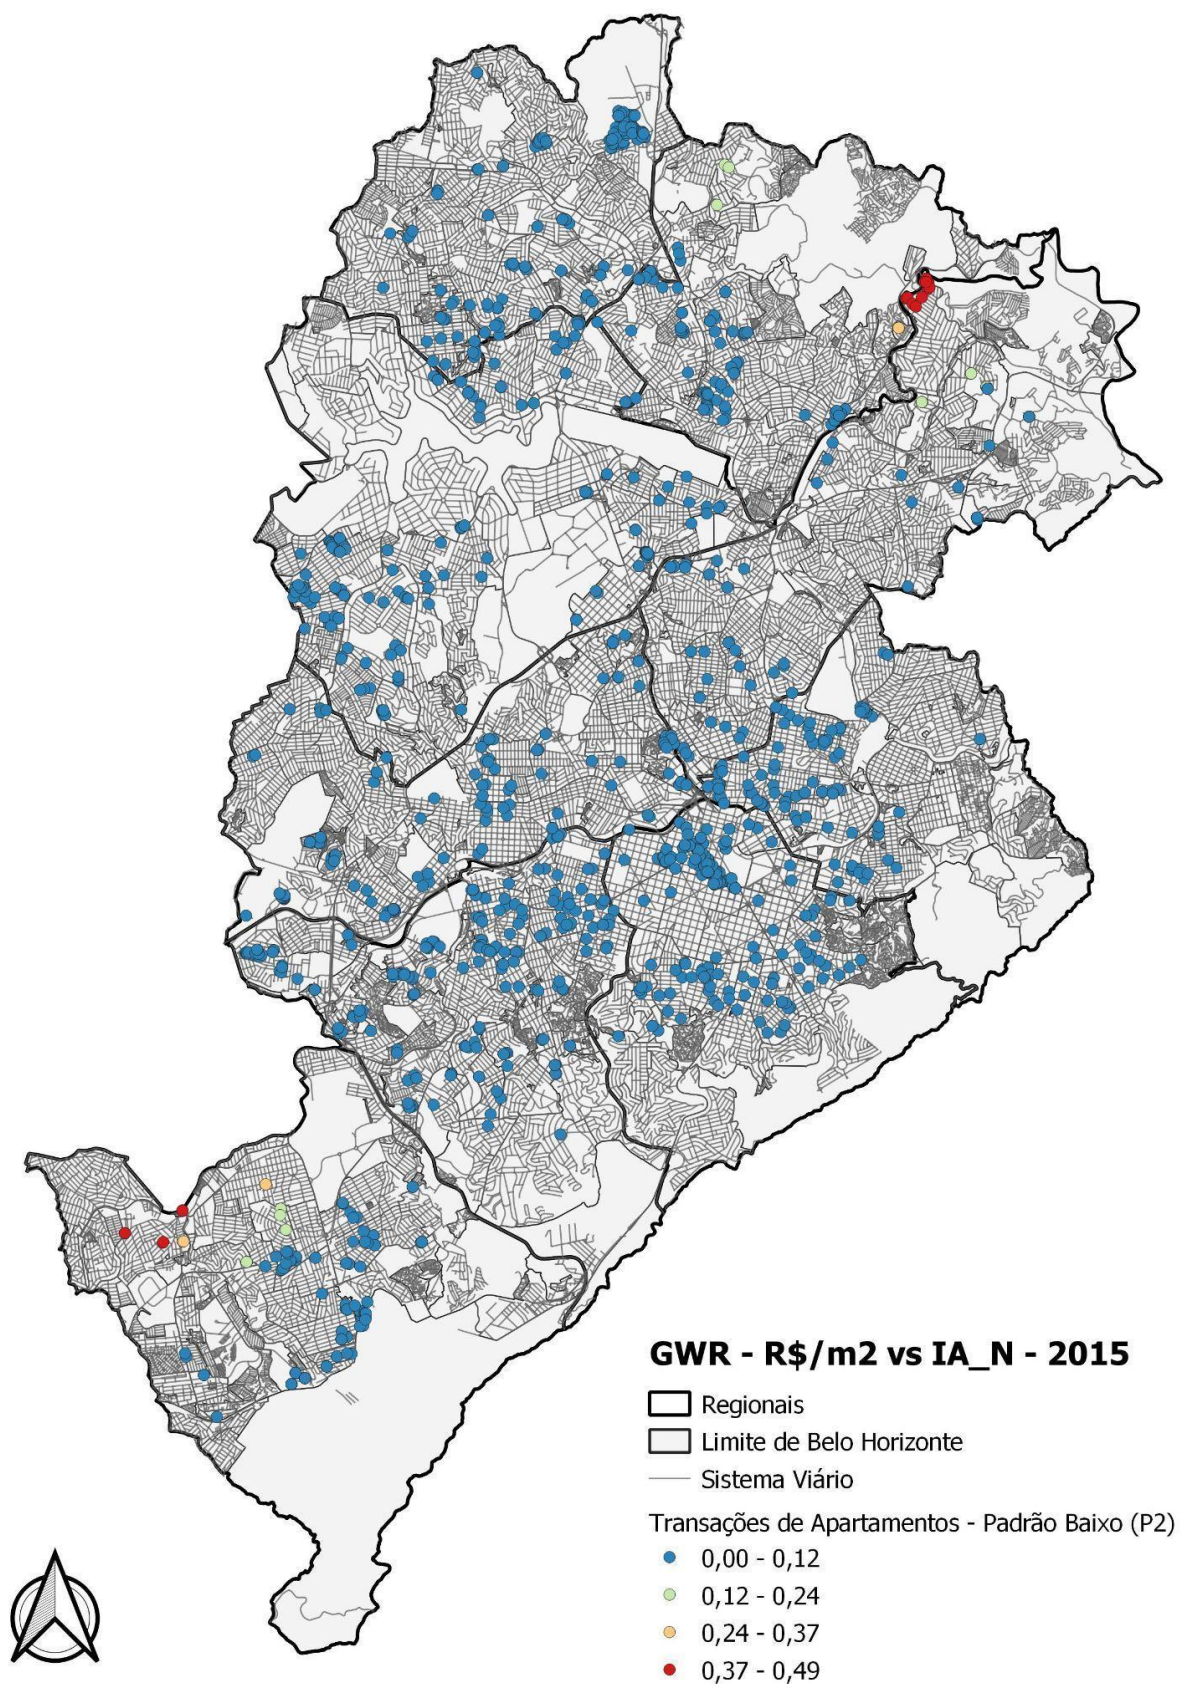 GWR - R$/m2 vs IA_N - 2015
Regionais
Limite de Belo Horizonte
Sistema Viário
Transações de Apartamentos - Padrão Baixo (P2)
0,00 - 0,12
0,12 - 0,24
0,24 - 0,37
0,37 - 0,49